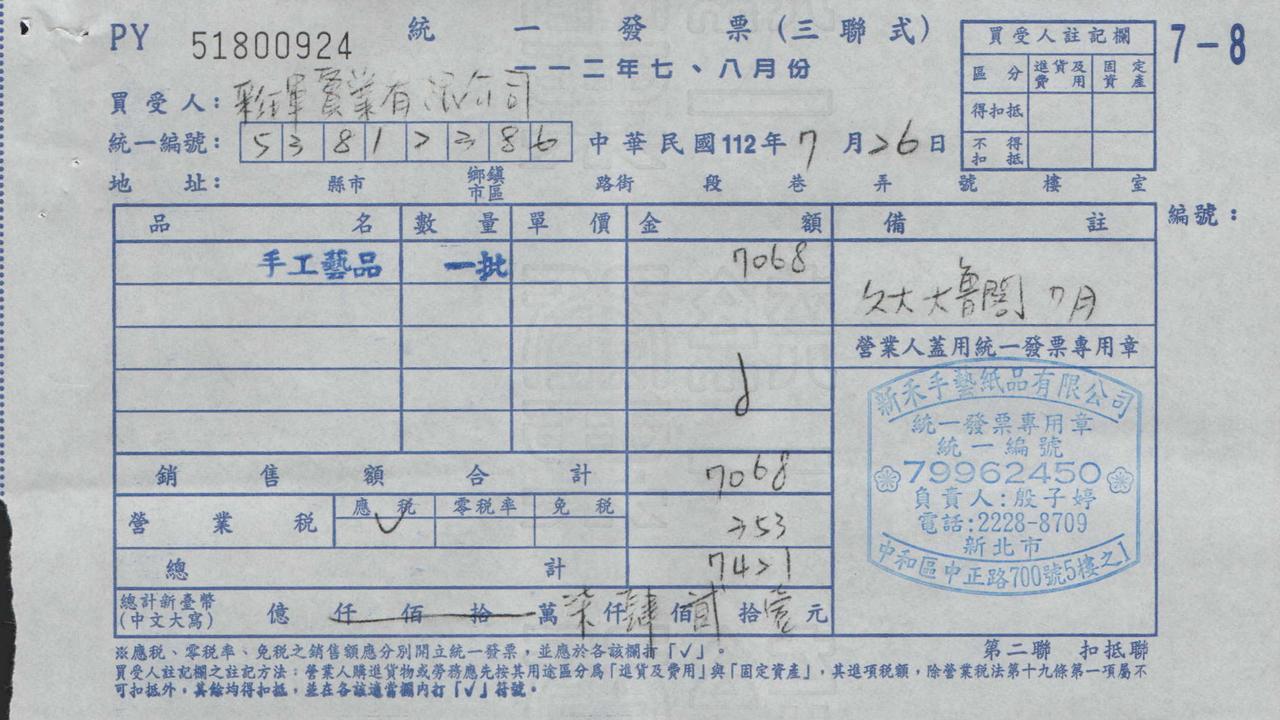 PY 51800924 統一發票(三聯式) 7-8
一一二年七、八月份
買受人註記欄
區分 進貨及費用 固定資產
得扣抵
不得扣抵
買受人: 實業有限公司
統一編號: 53812386 中華民國112年7月26日
地址: 縣市 鄉鎮市區 路街 段 巷 弄 號 樓 室
編號:
品名 數量 單價 金額 備註
手工藝品 一批 7068
大魯閣 7月
營業人蓋用統一發票專用章
新禾手藝紙品有限公司
統一發票專用章
統一編號
79962450
負責人:殷子婷
電話:2228-8709
新北市
中和區中正路700號5樓之1
銷售額合計 7068
營業稅 應稅 ✓ 零稅率 免稅 353
總計 7421
總計新臺幣(中文大寫) 億仟佰拾萬柒仟肆佰貳拾壹元
※應稅、零稅率、免稅之銷售額應分別開立統一發票,並應於各該欄打「✓」。
第二聯 扣抵聯
買受人註記欄之註記方法:營業人購進貨物或勞務應先按其用途區分為「進貨及費用」與「固定資產」,其進項稅額,除營業稅法第十九條第一項屬不
可扣抵外,其餘均得扣抵,並在各該適當欄內打「✓」符號。